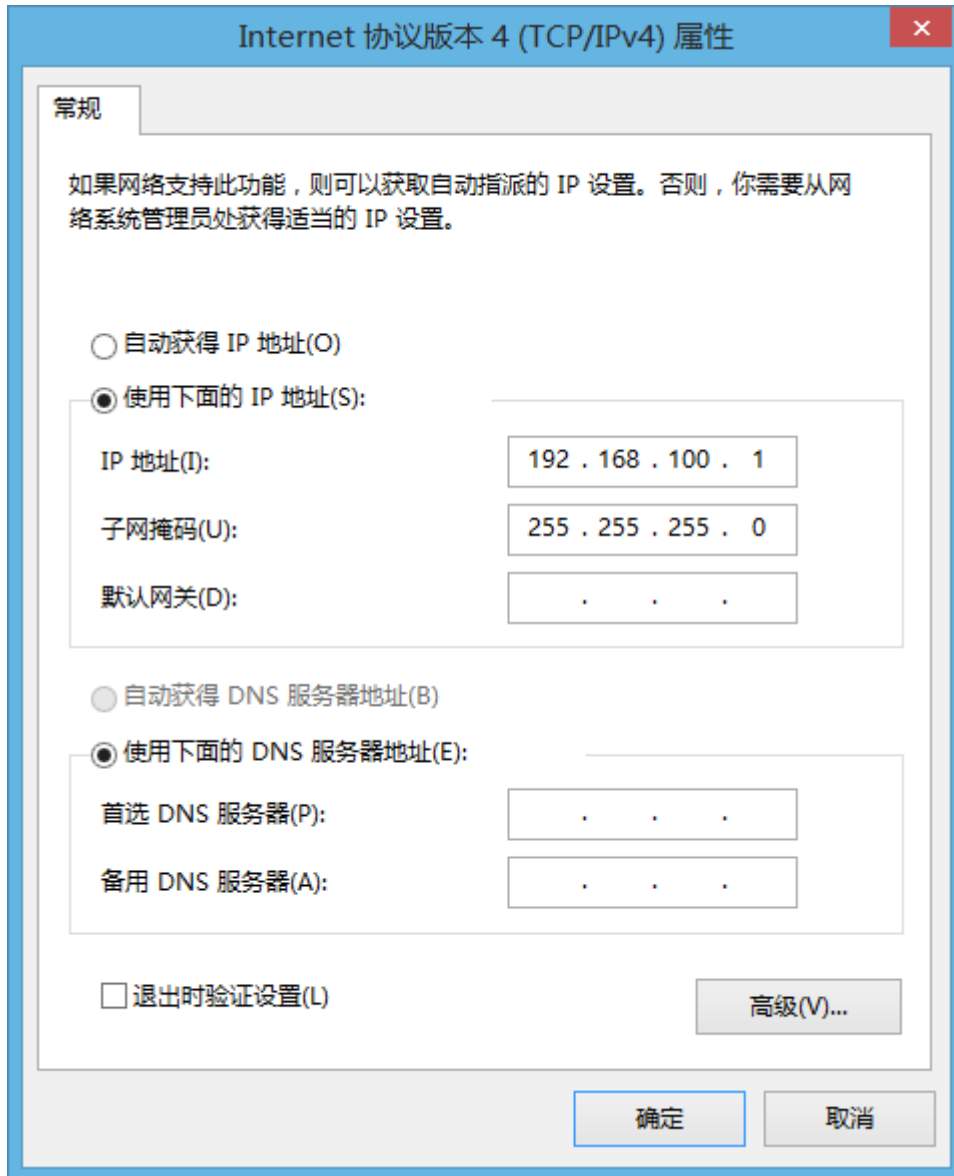 Internet 协议版本 4 (TCP/IPv4) 属性
常规
如果网络支持此功能，则可以获取自动指派的 IP 设置。否则，你需要从网
络系统管理员处获得适当的 IP 设置。
自动获得 IP 地址(O)
使用下面的 IP 地址(S):
IP 地址(I): 192 . 168 . 100 . 1
子网掩码(U): 255 . 255 . 255 . 0
默认网关(D): . . .
自动获得 DNS 服务器地址(B)
使用下面的 DNS 服务器地址(E):
首选 DNS 服务器(P): . . .
备用 DNS 服务器(A): . . .
退出时验证设置(L)
高级(V)...
确定 取消